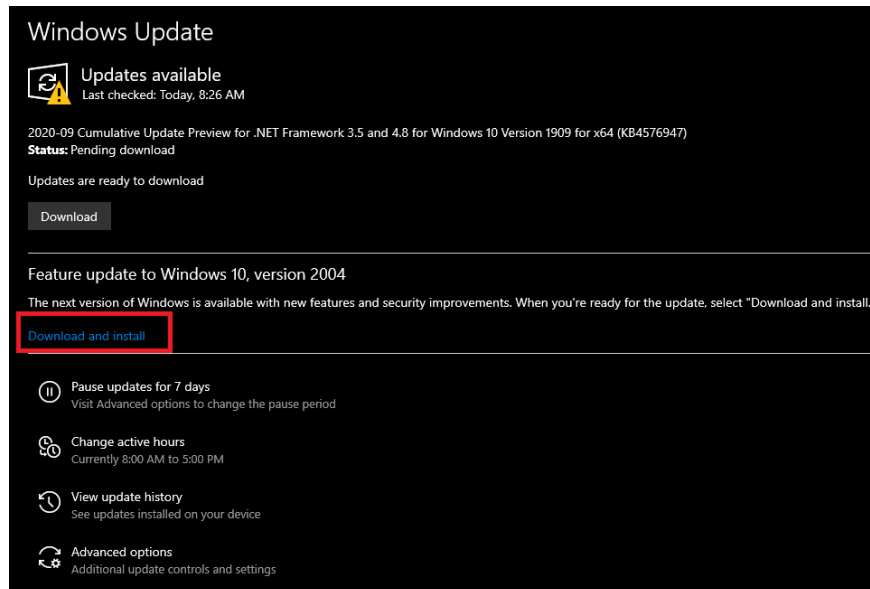 Windows Update
Updates available
Last checked: Today, 8:26 AM
2020-09 Cumulative Update Preview for .NET Framework 3.5 and 4.8 for Windows 10 Version 1909 for x64 (KB4576947)
Status: Pending download
Updates are ready to download
Download
Feature update to Windows 10, version 2004
The next version of Windows is available with new features and security improvements. When you're ready for the update, select "Download and install.
Download and install
Pause updates for 7 days
Visit Advanced options to change the pause period
Change active hours
Currently 8:00 AM to 5:00 PM
View update history
See updates installed on your device
Advanced options
Additional update controls and settings